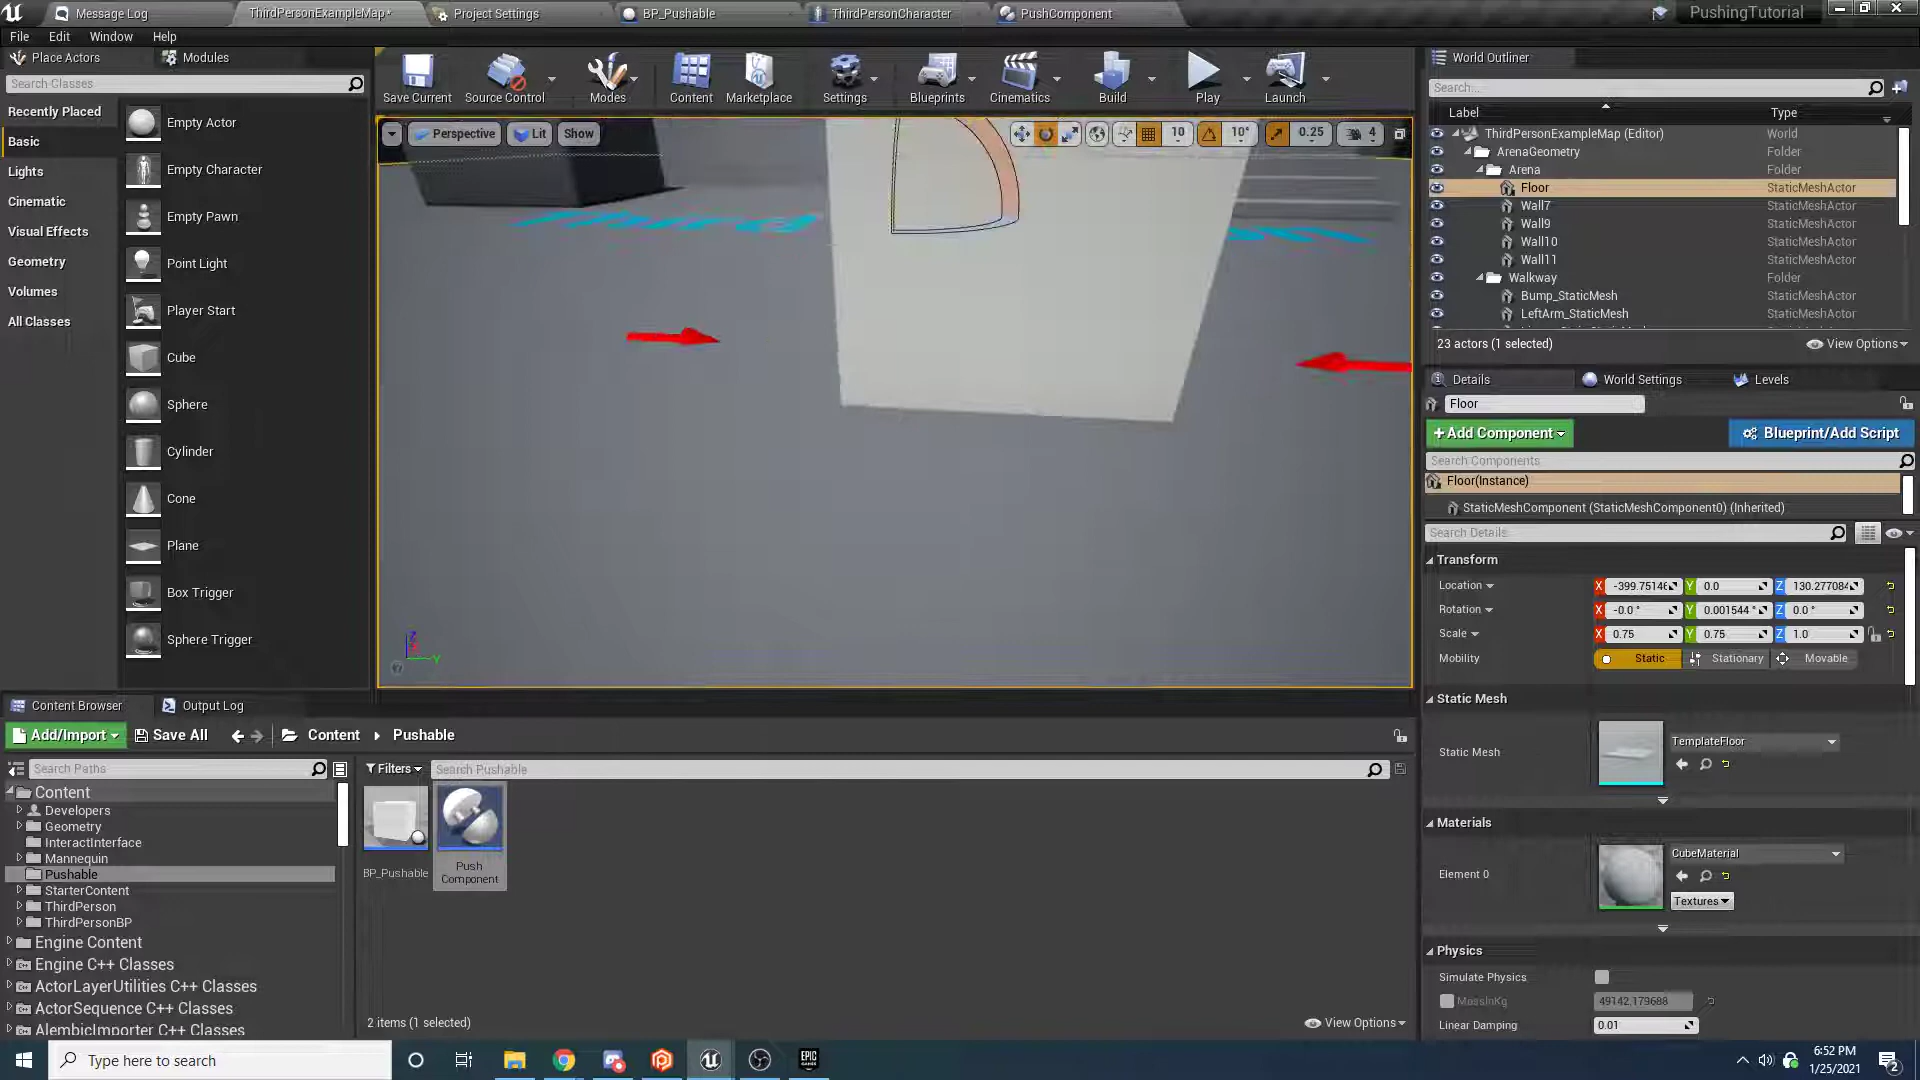 Message Log
ThirdPersonExampleMap*
Project Settings
BP_Pushable
ThirdPersonCharacter
PushComponent
PushingTutorial
File Edit Window Help
Place Actors
Modules
Search Classes
Recently Placed
Basic
Lights
Cinematic
Visual Effects
Geometry
Volumes
All Classes
Empty Actor
Empty Character
Empty Pawn
Point Light
Player Start
Cube
Sphere
Cylinder
Cone
Plane
Box Trigger
Sphere Trigger
Save Current
Source Control
Modes
Content
Marketplace
Settings
Blueprints
Cinematics
Build
Play
Launch
Perspective
Lit
Show
10
10°
0.25
4
Z
Y
World Outliner
Search...
Label
Type
ThirdPersonExampleMap (Editor) World
ArenaGeometry Folder
Arena Folder
Floor StaticMeshActor
Wall7 StaticMeshActor
Wall9 StaticMeshActor
Wall10 StaticMeshActor
Wall11 StaticMeshActor
Walkway Folder
Bump_StaticMesh StaticMeshActor
LeftArm_StaticMesh StaticMeshActor
23 actors (1 selected)
View Options
Details
World Settings
Levels
Floor
+Add Component
Blueprint/Add Script
Search Components
Floor(Instance)
StaticMeshComponent (StaticMeshComponent0) (Inherited)
Search Details
Transform
Location X -399.75146 Y 0.0 Z 130.277084
Rotation X -0.0 ° Y 0.001544 ° Z 0.0 °
Scale X 0.75 Y 0.75 Z 1.0
Mobility Static Stationary Movable
Static Mesh
Static Mesh
TemplateFloor
Materials
Element 0
CubeMaterial
Textures
Physics
Simulate Physics
MassInKg 49142.179688
Linear Damping 0.01
Content Browser
Output Log
Add/Import
Save All
Content
Pushable
Search Paths
Filters
Search Pushable
Content
Developers
Geometry
InteractInterface
Mannequin
Pushable
StarterContent
ThirdPerson
ThirdPersonBP
Engine Content
Engine C++ Classes
ActorLayerUtilities C++ Classes
ActorSequence C++ Classes
AlembicImporter C++ Classes
BP_Pushable
Push
Component
2 items (1 selected)
View Options
Type here to search
EPIC
GAMES
6:52 PM
1/25/2021
2